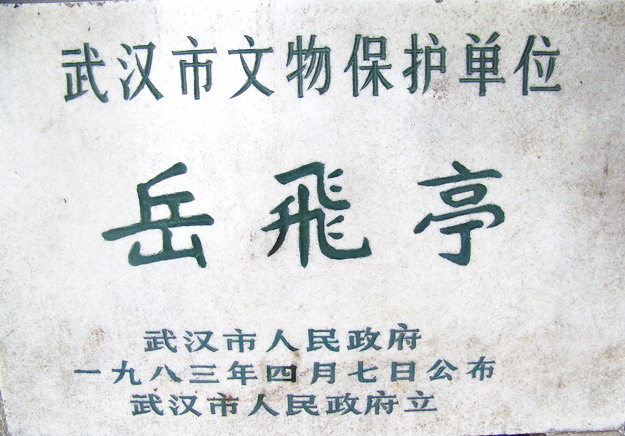 武汉市文物保护单位
岳飛亭
武汉市人民政府
一九八三年四月七日公布
武汉市人民政府立